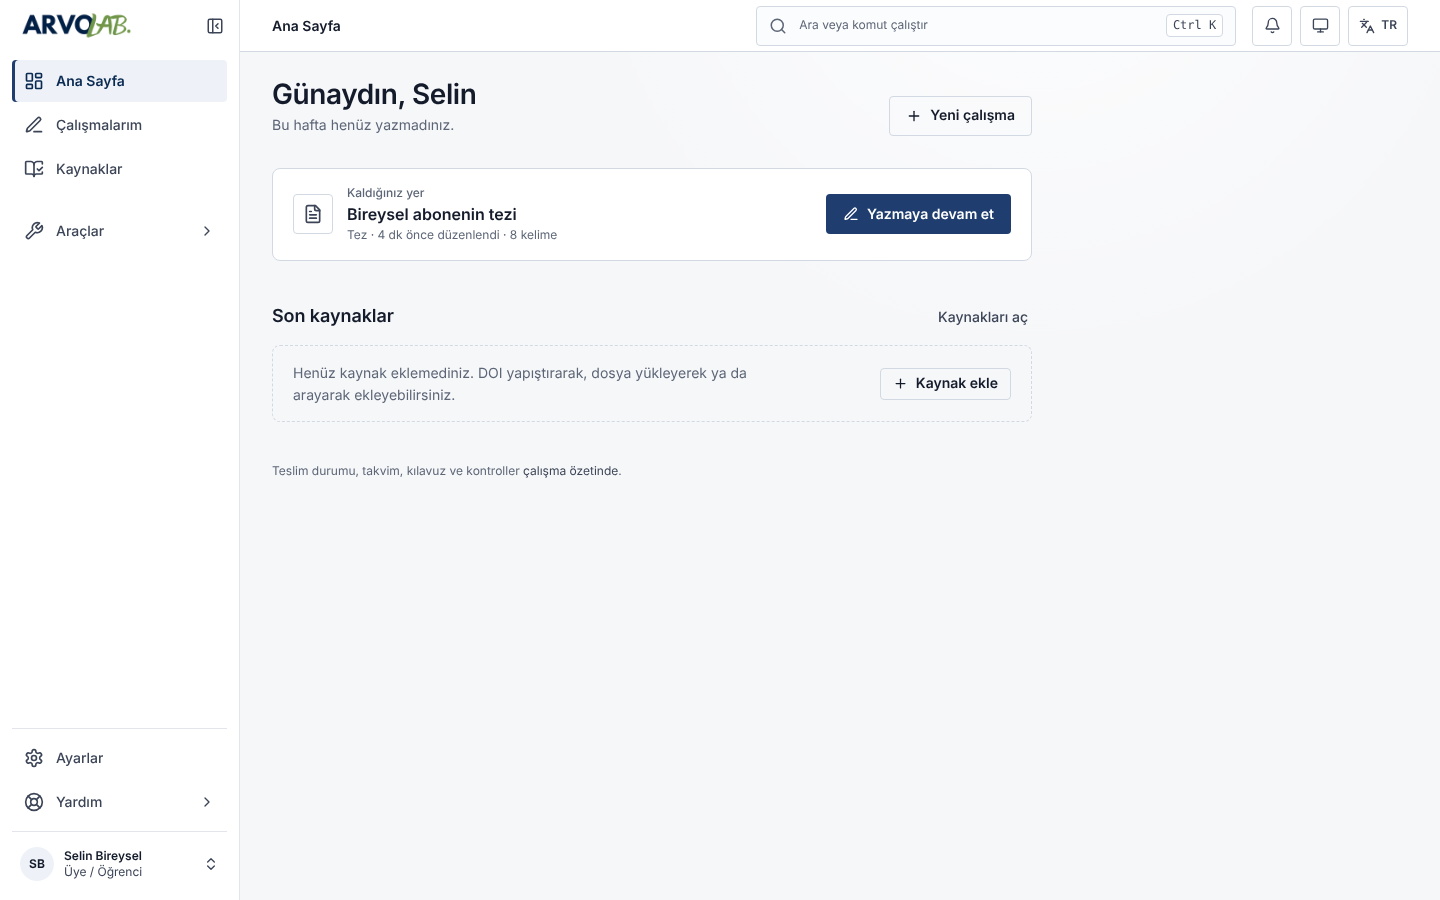 ARVOLAB.
Ana Sayfa
Çalışmalarım
Kaynaklar
Araçlar
Ayarlar
Yardım
SB
Selin Bireysel
Üye / Öğrenci
Ana Sayfa
Ara veya komut çalıştır
Ctrl K
TR
Günaydın, Selin
Bu hafta henüz yazmadınız.
Yeni çalışma
Kaldığınız yer
Bireysel abonenin tezi
Tez · 4 dk önce düzenlendi · 8 kelime
Yazmaya devam et
Son kaynaklar
Kaynakları aç
Henüz kaynak eklemediniz. DOI yapıştırarak, dosya yükleyerek ya da
arayarak ekleyebilirsiniz.
Kaynak ekle
Teslim durumu, takvim, kılavuz ve kontroller çalışma özetinde.